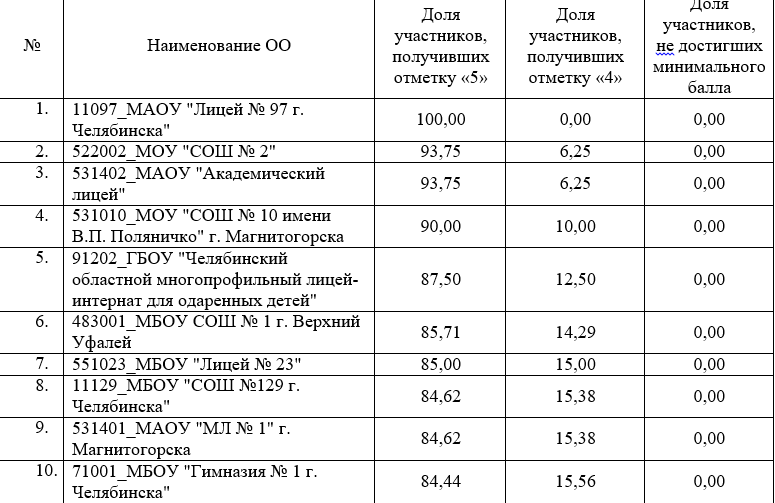 №
Наименование ОО
Доля
участников,
получивших
отметку «5»
Доля
участников,
получивших
отметку «4»
Доля
участников,
не достигших
минимального
балла
1. 11097_МАОУ "Лицей № 97 г.
Челябинска"
100,00 0,00 0,00
2. 522002_МОУ "СОШ № 2" 93,75 6,25 0,00
3. 531402_МАОУ "Академический
лицей"
93,75 6,25 0,00
4. 531010_МОУ "СОШ № 10 имени
В.П. Поляничко" г. Магнитогорска
90,00 10,00 0,00
5. 91202_ГБОУ "Челябинский
областной многопрофильный лицей-
интернат для одаренных детей"
87,50 12,50 0,00
6. 483001_МБОУ СОШ № 1 г. Верхний
Уфалей
85,71 14,29 0,00
7. 551023_МБОУ "Лицей № 23" 85,00 15,00 0,00
8. 11129_МБОУ "СОШ №129 г.
Челябинска"
84,62 15,38 0,00
9. 531401_МАОУ "МЛ № 1" г.
Магнитогорска
84,62 15,38 0,00
10. 71001_МБОУ "Гимназия № 1 г.
Челябинска"
84,44 15,56 0,00